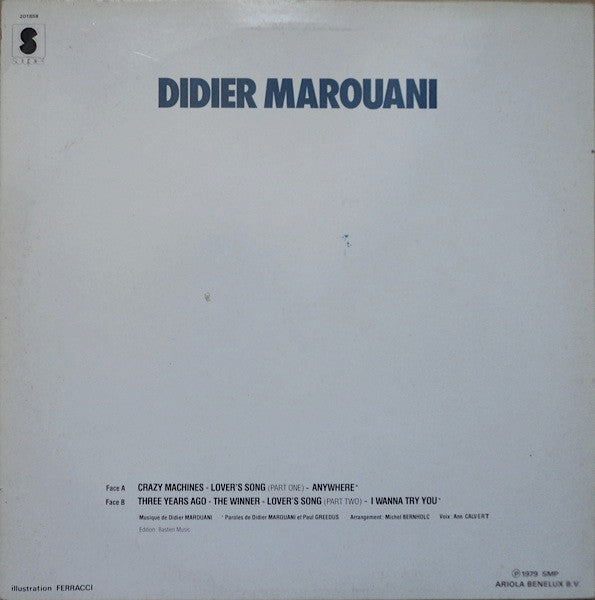 201858
S
super
DIDIER MAROUANI
Face A CRAZY MACHINES - LOVER'S SONG (PART ONE) - ANYWHERE*
Face B THREE YEARS AGO - THE WINNER - LOVER'S SONG (PART TWO) - I WANNA TRY YOU*
Musique de Didier MAROUANI * Paroles de Didier MAROUANI et Paul GREEDUS Arrangement : Michel BERNHOLC Voix : Ann CALVERT
Edition : Bastien Music
illustration FERRACCI
℗ 1979 SMP
ARIOLA BENELUX B.V.